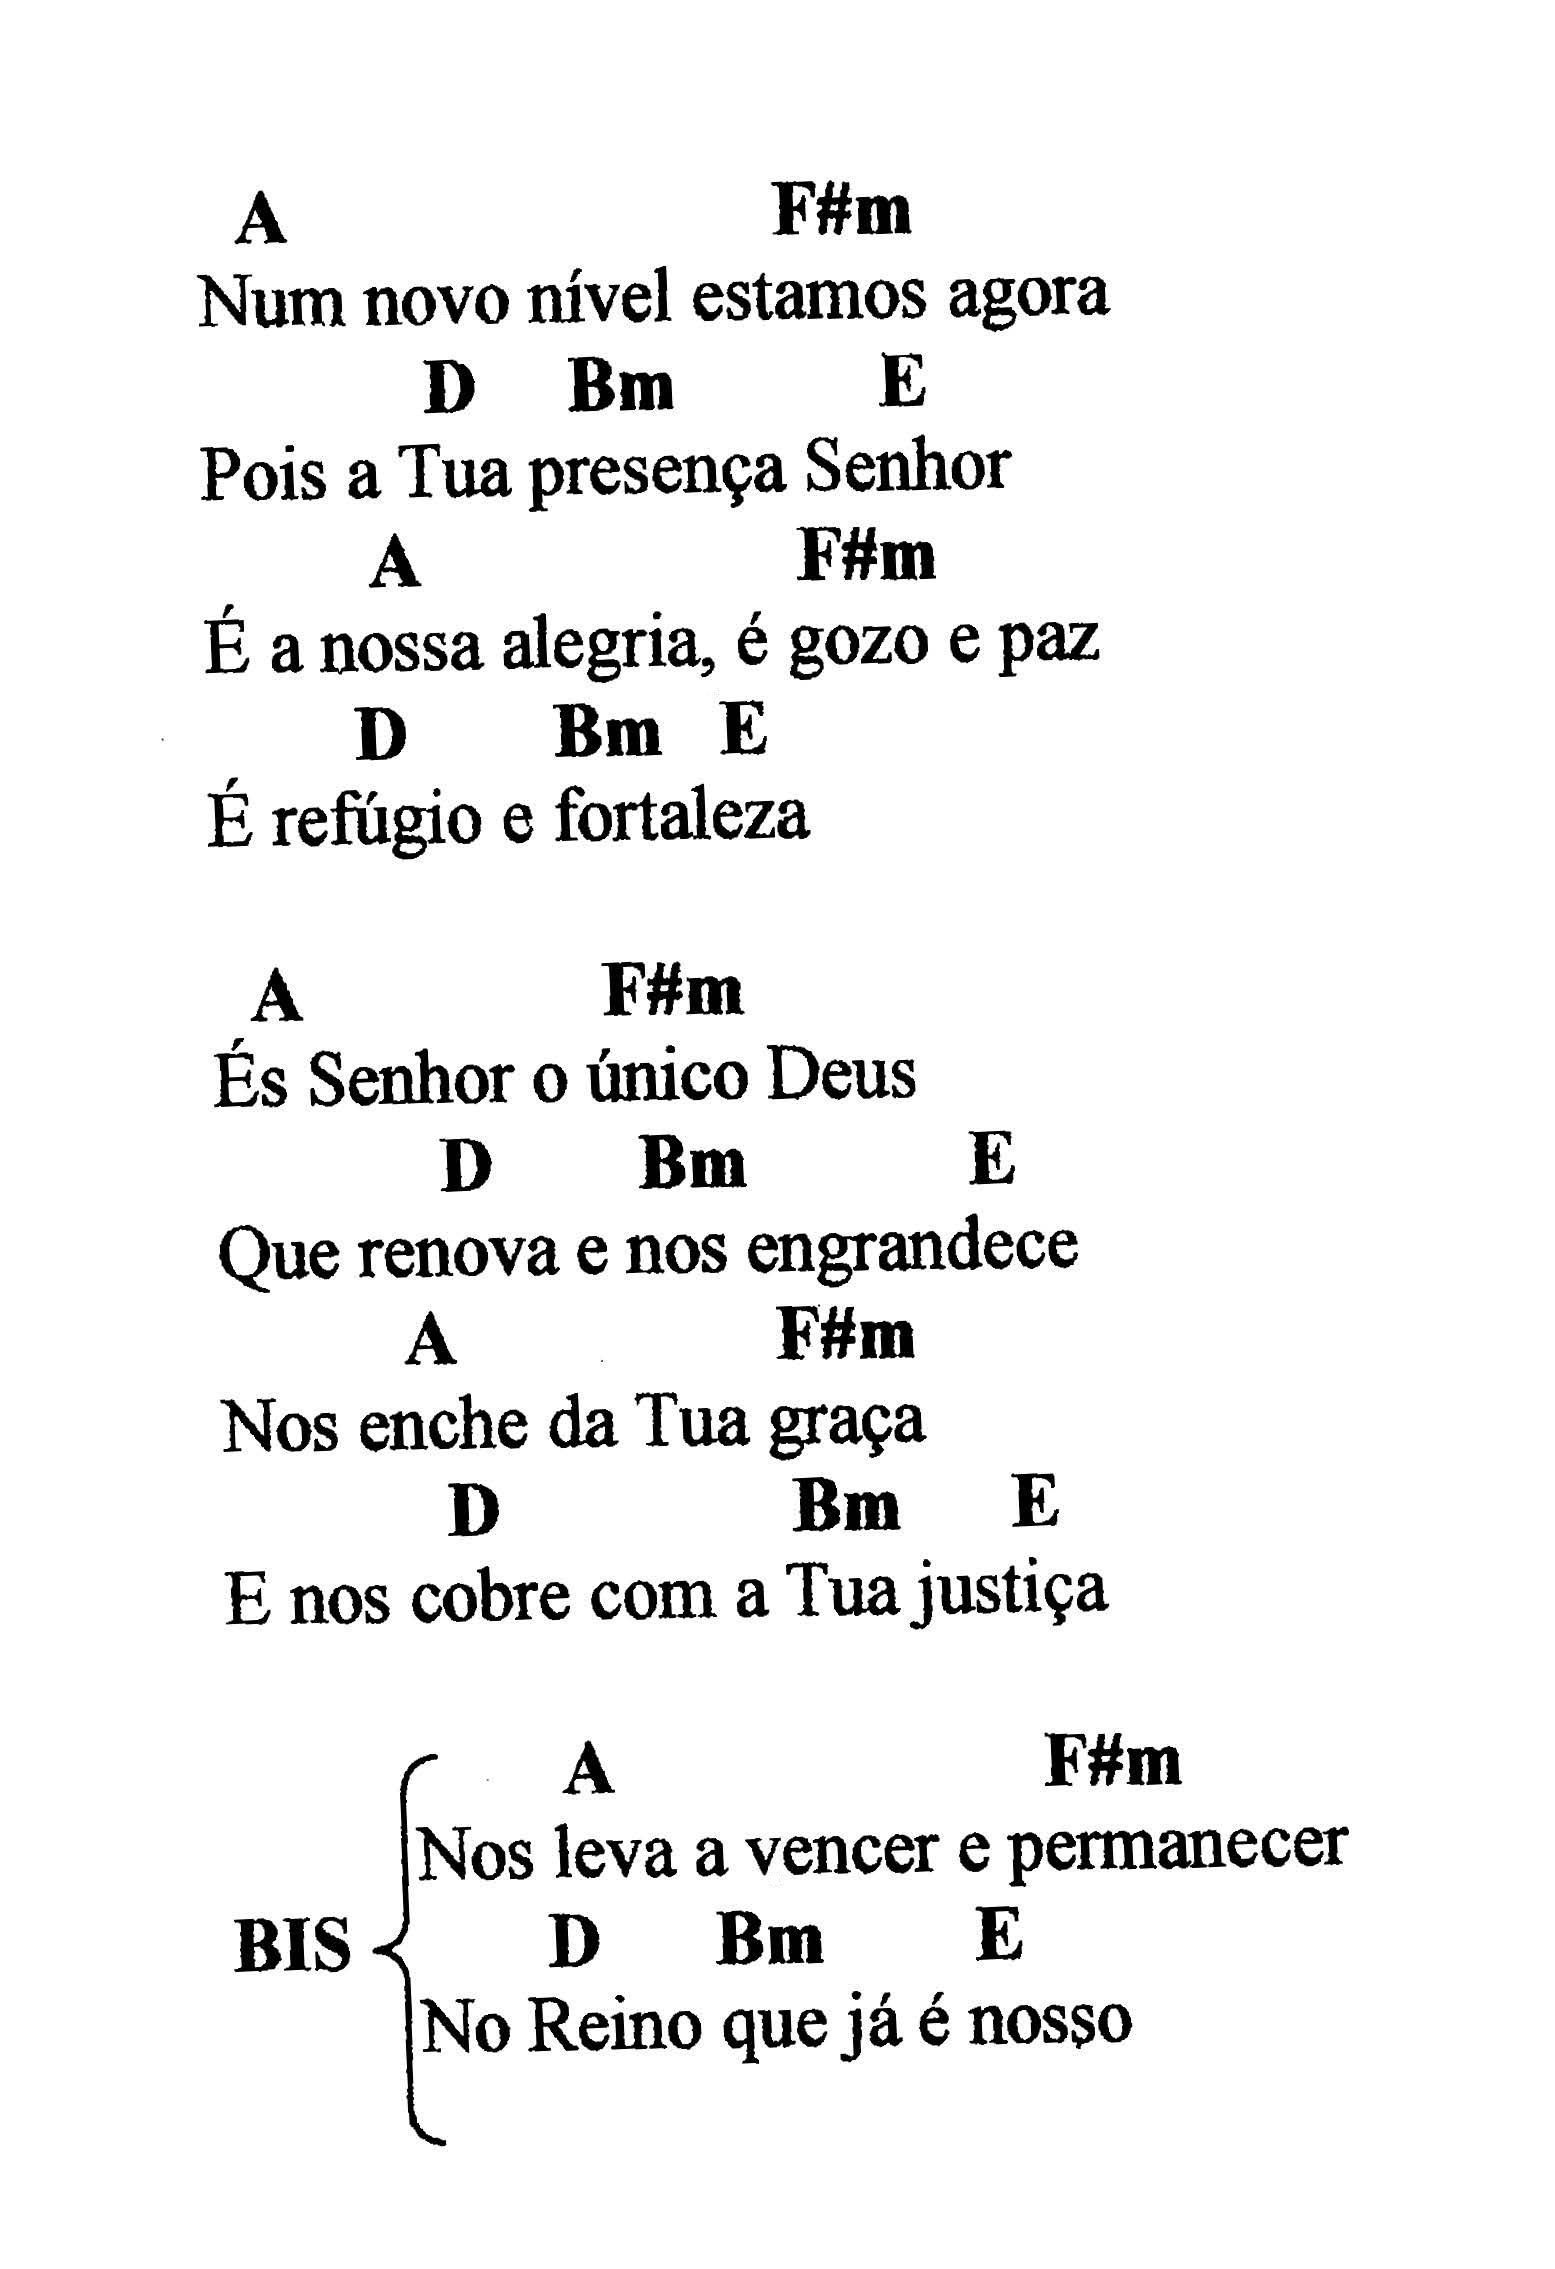 A F#m
Num novo nível estamos agora
D Bm E
Pois a Tua presença Senhor
A F#m
É a nossa alegria, é gozo e paz
D Bm E
É refúgio e fortaleza
A F#m
És Senhor o único Deus
D Bm E
Que renova e nos engrandece
A F#m
Nos enche da Tua graça
D Bm E
E nos cobre com a Tua justiça
A F#m
Nos leva a vencer e permanecer
BIS D Bm E
No Reino que já é nosso